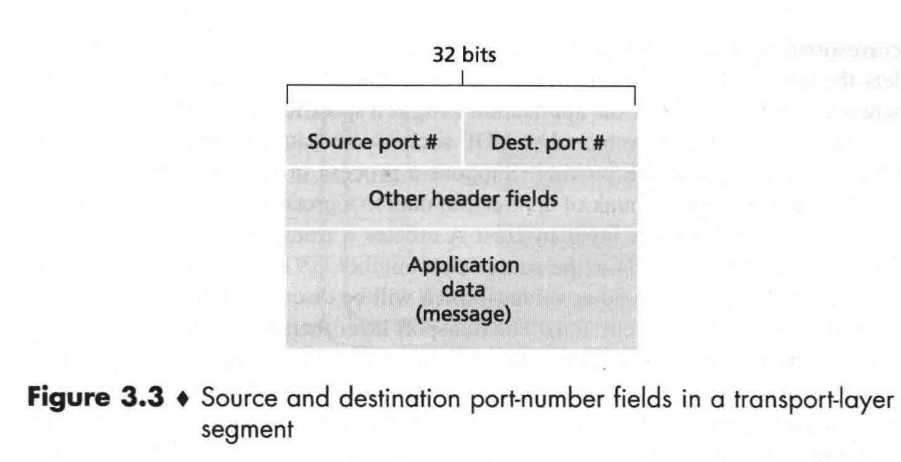 32 bits
Source port # Dest. port #
Other header fields
Application
data
(message)
Figure 3.3 ♦ Source and destination port-number fields in a transport-layer
segment